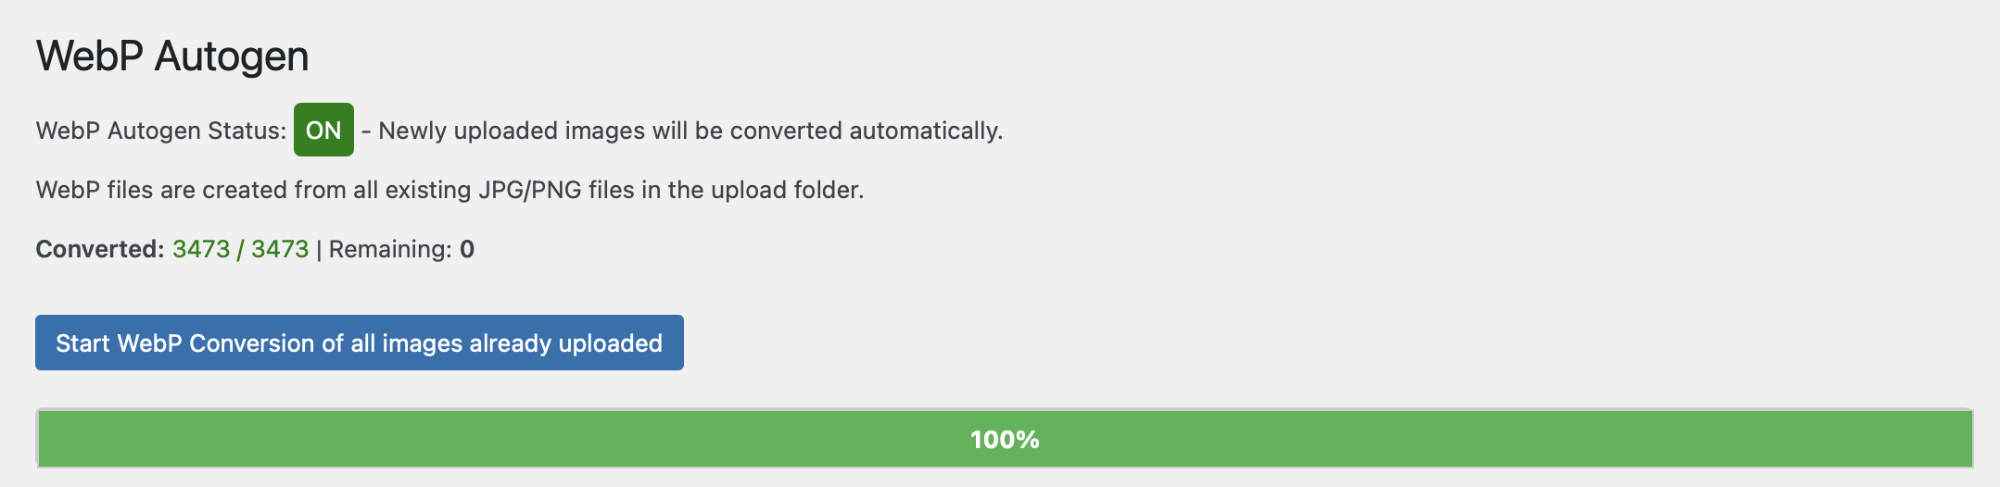 WebP Autogen
WebP Autogen Status: ON - Newly uploaded images will be converted automatically.
WebP files are created from all existing JPG/PNG files in the upload folder.
Converted: 3473 / 3473 | Remaining: 0
Start WebP Conversion of all images already uploaded
100%